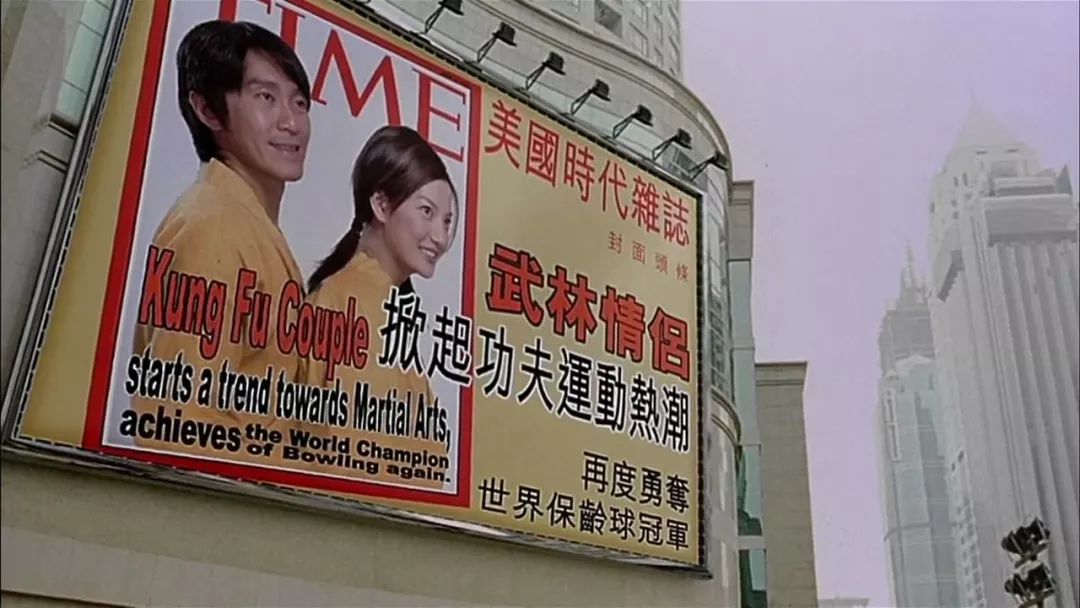 TIME
Kung Fu Couple
starts a trend towards Martial Arts,
achieves the World Champion
of Bowling again.
美國時代雜誌
封面頭條
武林情侶
掀起功夫運動熱潮
再度勇奪
世界保齡球冠軍